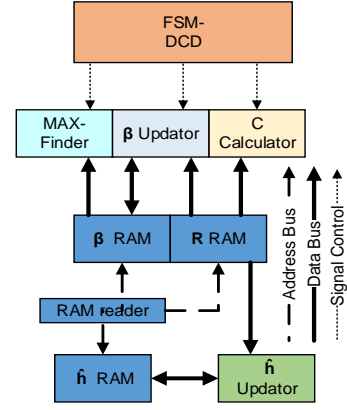 FSM-
DCD
MAX-
Finder
β Updator
C
Calculator
β RAM
R RAM
RAM reader
ĥ RAM
ĥ
Updator
Address Bus
Data Bus
Signal Control